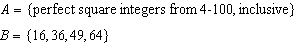 A = {perfect square integers from 4-100, inclusive}
B = {16,36,49,64}